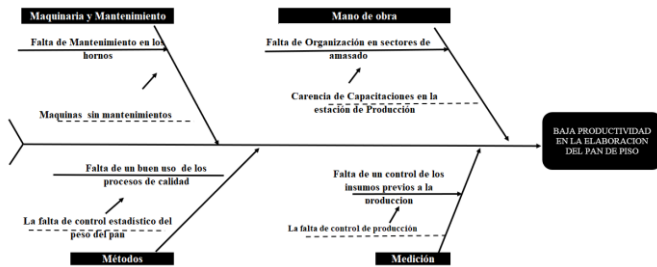 Maquinaria y Mantenimiento
Mano de obra
Falta de Mantenimiento en los
hornos
Falta de Organización en sectores de
amasado
Maquinas sin mantenimientos
Carencia de Capacitaciones en la
estación de Producción
BAJA PRODUCTIVIDAD
EN LA ELABORACION
DEL PAN DE PISO
Falta de un buen uso de los
procesos de calidad
Falta de un control de los
insumos previos a la
produccion
La falta de control estadístico del
peso del pan
La falta de control de producción
Métodos
Medición